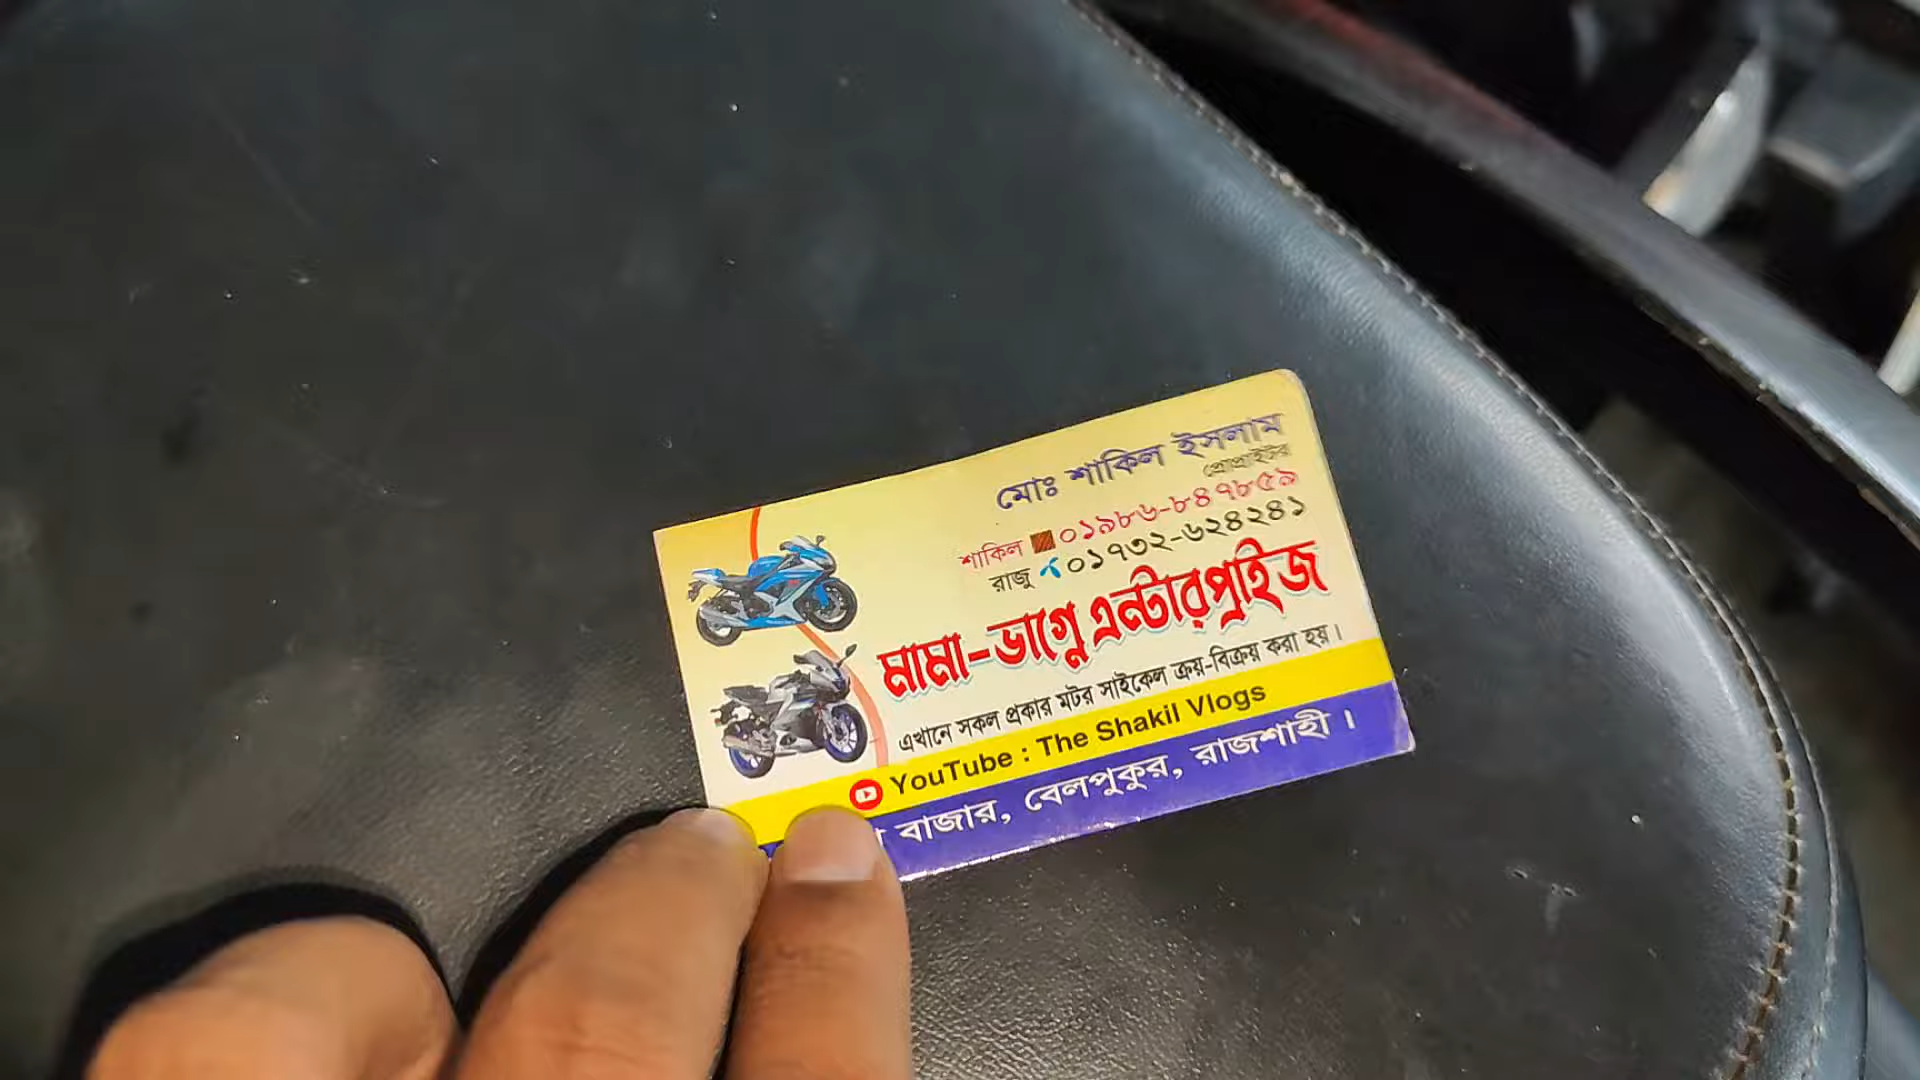 মোঃ শাকিল ইসলাম
প্রোপ্রাইটর
শাকিল ০১৯৮৬-৮৪৭৮৫৯
রাজু ০১৭৩২-৬২৪২৪১
মামা-ভাগ্নে এন্টারপ্রাইজ
এখানে সকল প্রকার মটর সাইকেল ক্রয়-বিক্রয় করা হয়।
YouTube : The Shakil Vlogs
বাজার, বেলপুকুর, রাজশাহী।